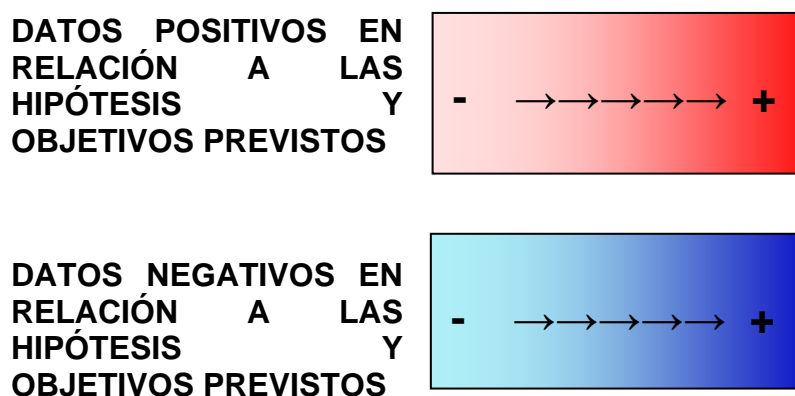 DATOS POSITIVOS EN
RELACIÓN A LAS
HIPÓTESIS Y
OBJETIVOS PREVISTOS
- →→→→→ +
DATOS NEGATIVOS EN
RELACIÓN A LAS
HIPÓTESIS Y
OBJETIVOS PREVISTOS
- →→→→→ +